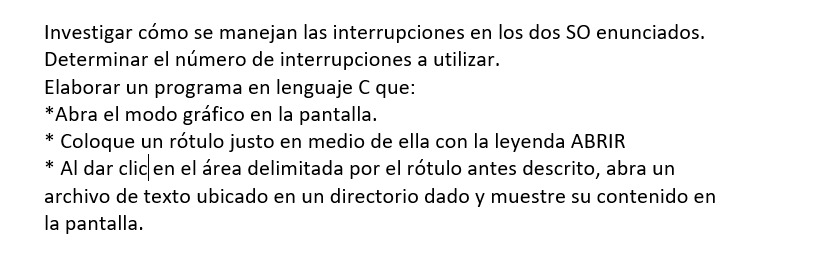 Investigar cómo se manejan las interrupciones en los dos SO enunciados.
Determinar el número de interrupciones a utilizar.
Elaborar un programa en lenguaje C que:
*Abra el modo gráfico en la pantalla.
* Coloque un rótulo justo en medio de ella con la leyenda ABRIR
* Al dar clic en el área delimitada por el rótulo antes descrito, abra un
archivo de texto ubicado en un directorio dado y muestre su contenido en
la pantalla.